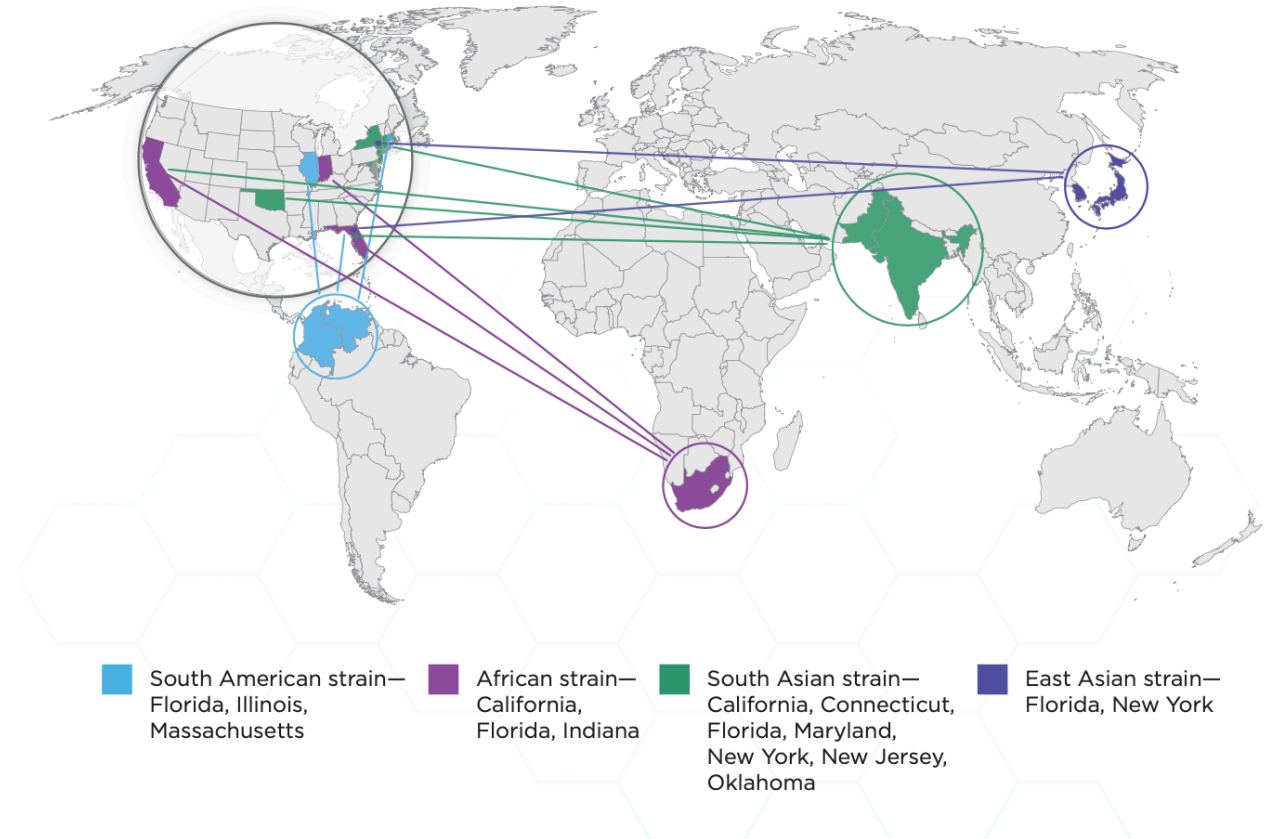 South American strain—
Florida, Illinois,
Massachusetts
African strain—
California,
Florida, Indiana
South Asian strain—
California, Connecticut,
Florida, Maryland,
New York, New Jersey,
Oklahoma
East Asian strain—
Florida, New York